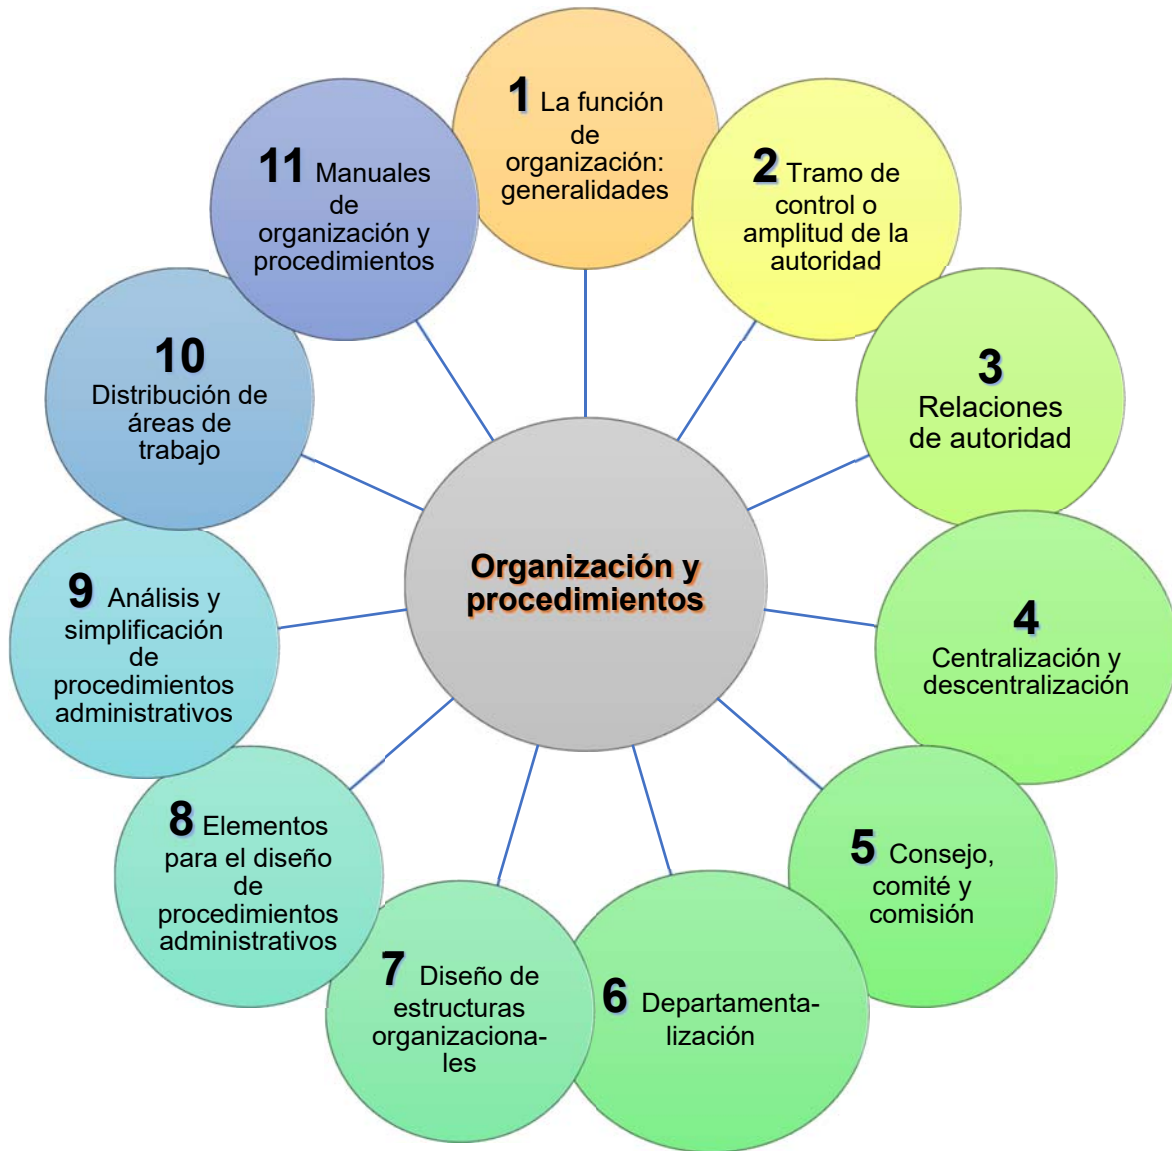 1 La función
de
organización:
generalidades
2 Tramo de
control o
amplitud de la
autoridad
3
Relaciones
de autoridad
4
Centralización y
descentralización
5 Consejo,
comité y
comisión
6 Departamenta-
lización
7 Diseño de
estructuras
organizaciona-
les
8 Elementos
para el diseño
de
procedimientos
administrativos
9 Análisis y
simplificación
de
procedimientos
administrativos
10
Distribución de
áreas de
trabajo
11 Manuales
de
organización y
procedimientos
Organización y
procedimientos